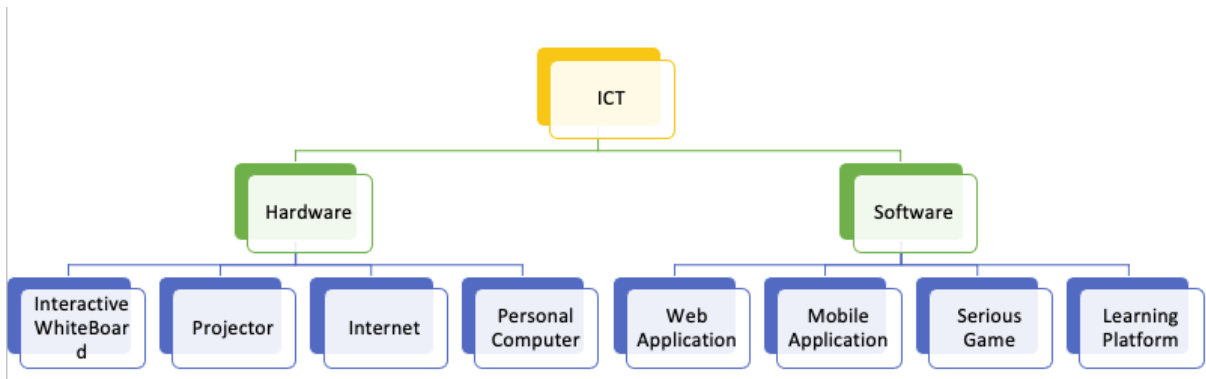 ICT
Hardware
Software
Interactive
WhiteBoar
d
Projector
Internet
Personal
Computer
Web
Application
Mobile
Application
Serious
Game
Learning
Platform